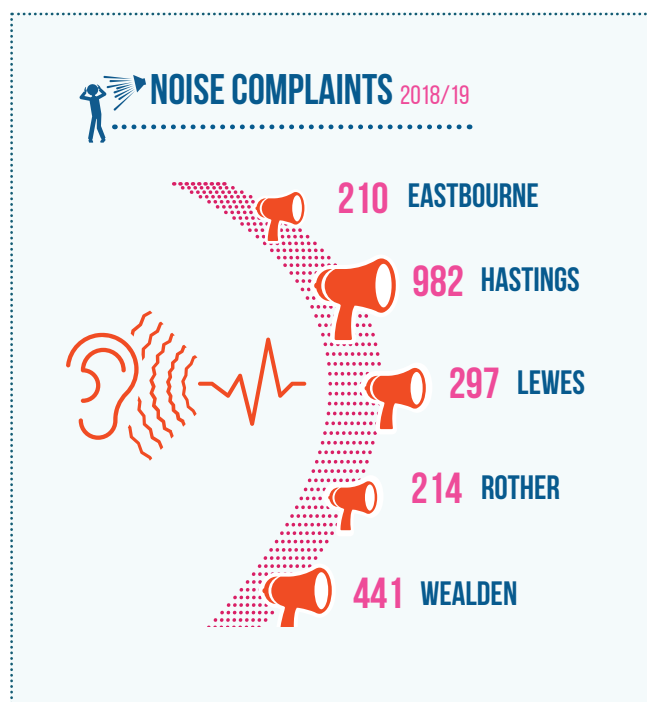 NOISE COMPLAINTS 2018/19
210 EASTBOURNE
982 HASTINGS
297 LEWES
214 ROTHER
441 WEALDEN